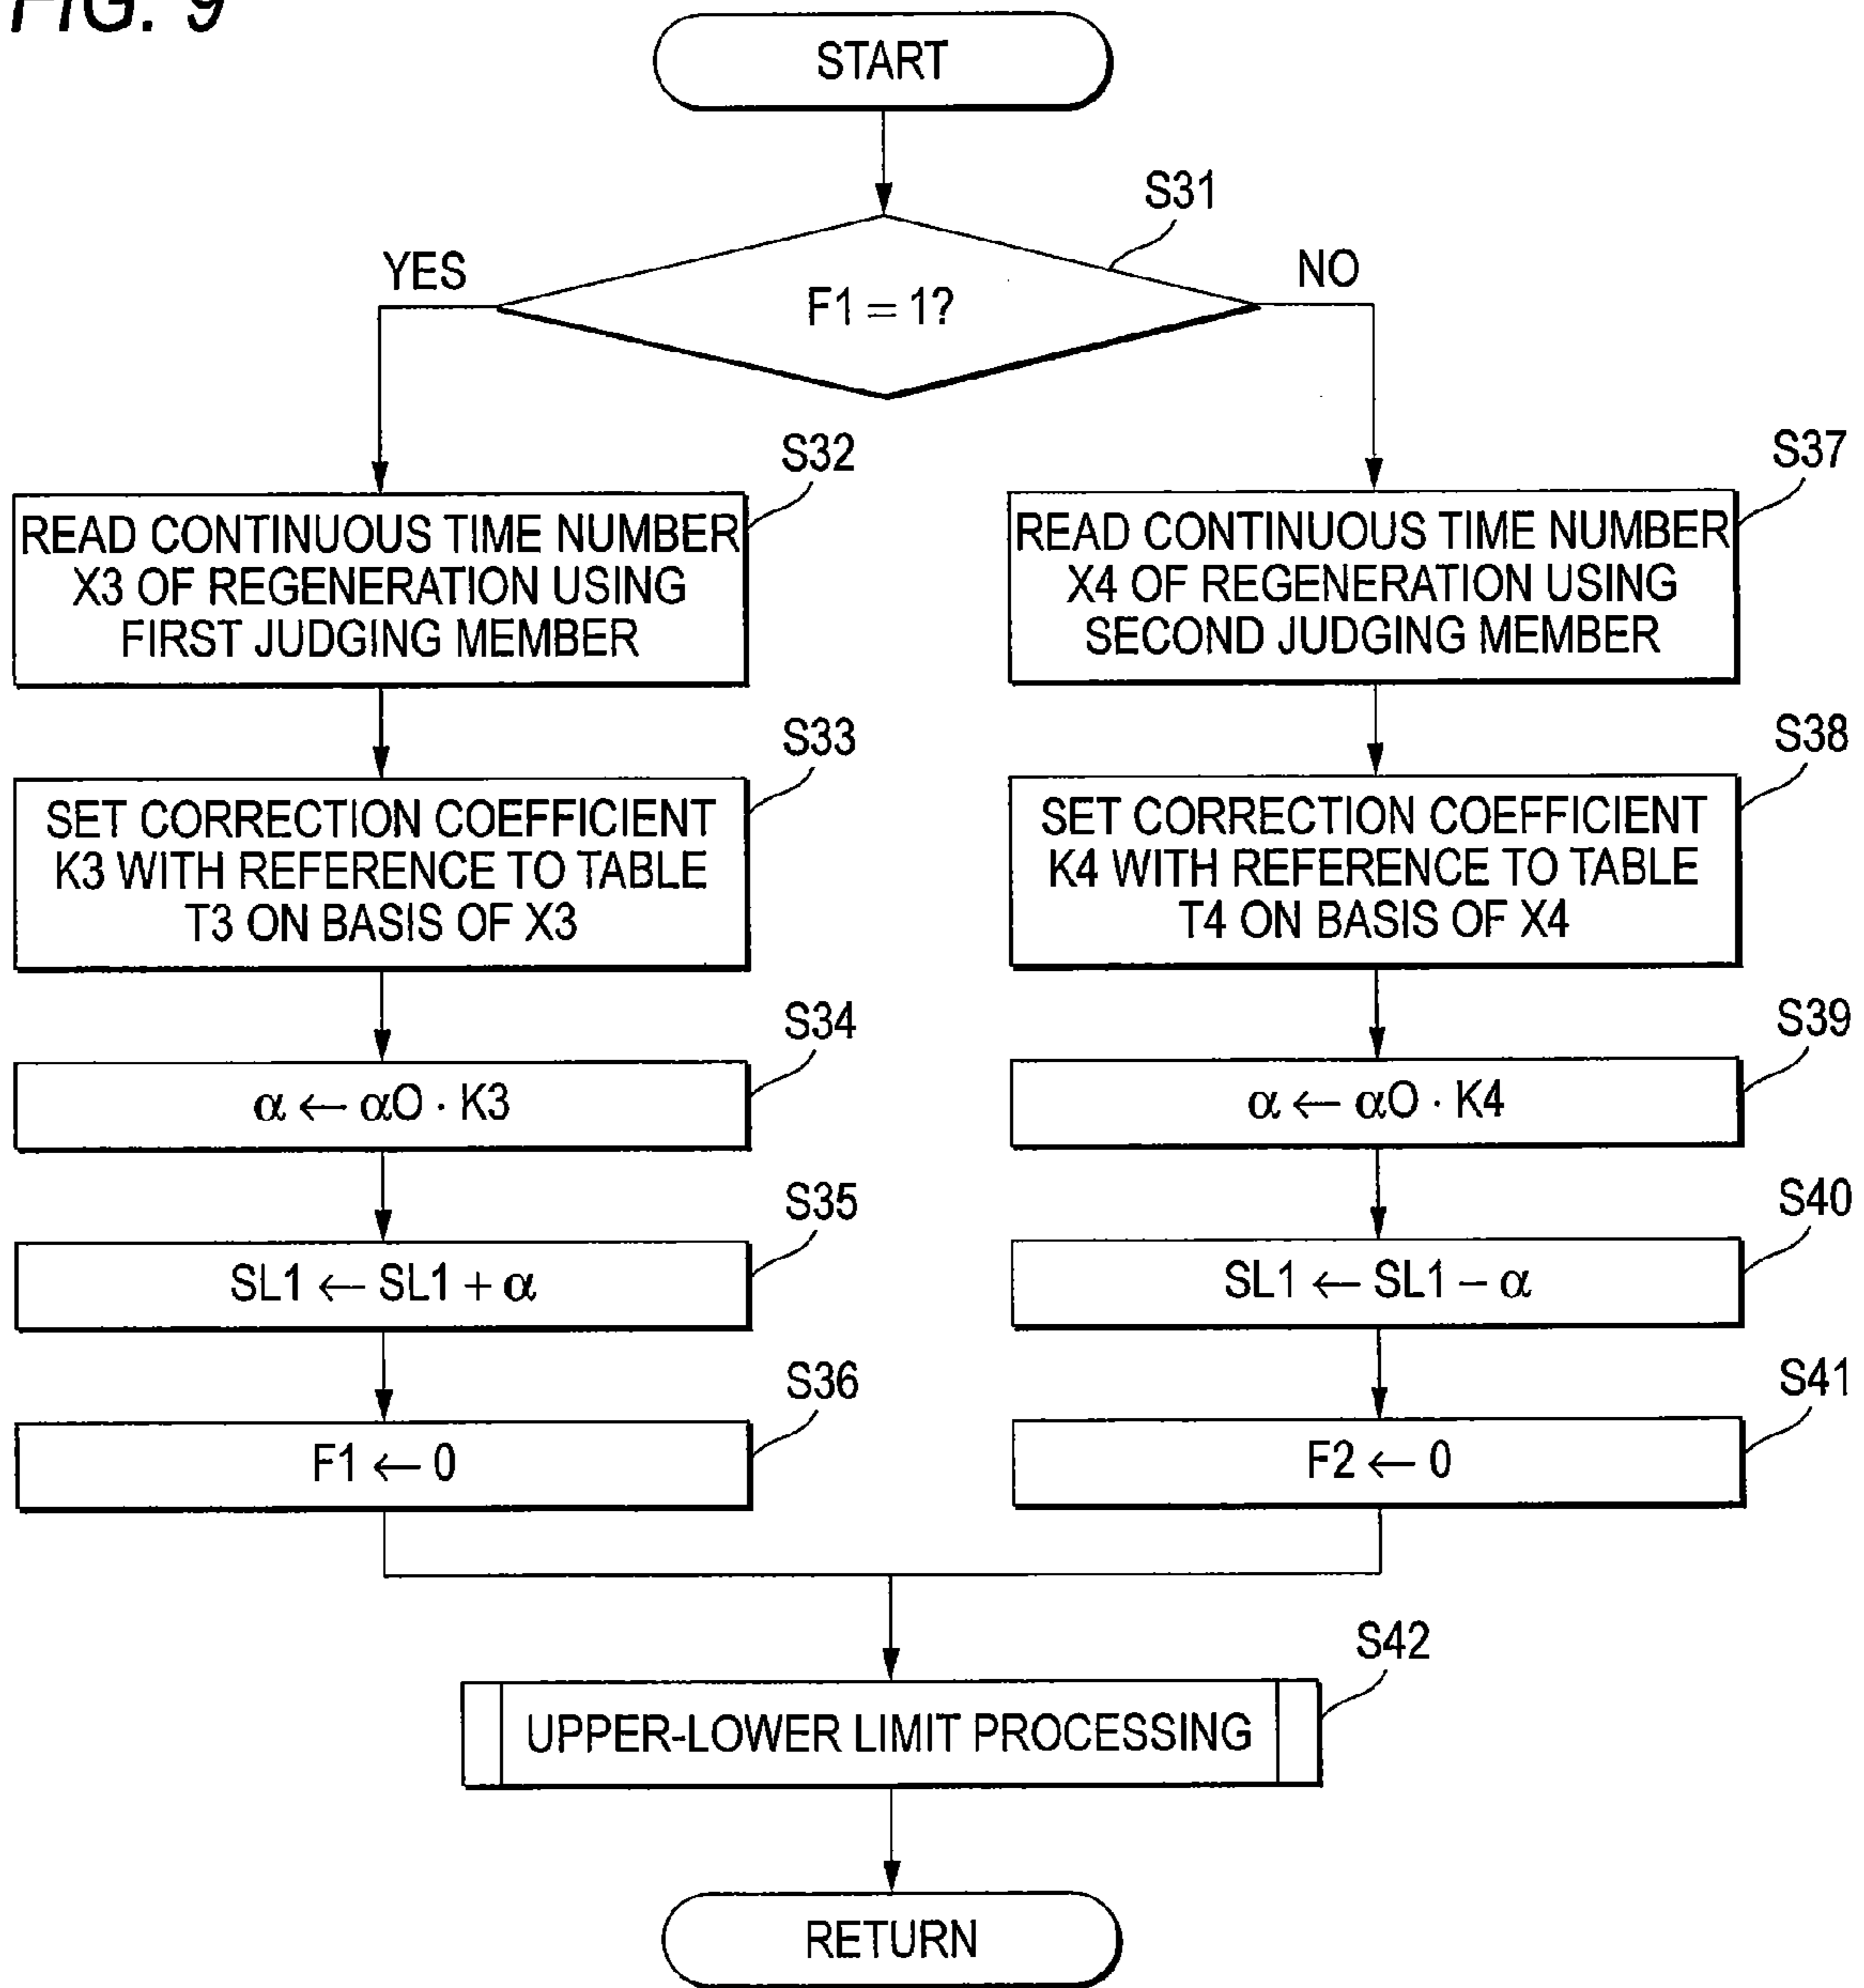 FIG. 9
START
S31
YES
NO
F1 = 1?
S32
READ CONTINUOUS TIME NUMBER
X3 OF REGENERATION USING
FIRST JUDGING MEMBER
S33
SET CORRECTION COEFFICIENT
K3 WITH REFERENCE TO TABLE
T3 ON BASIS OF X3
S34
α ← αO · K3
S35
SL1 ← SL1 + α
S36
F1 ← 0
S37
READ CONTINUOUS TIME NUMBER
X4 OF REGENERATION USING
SECOND JUDGING MEMBER
S38
SET CORRECTION COEFFICIENT
K4 WITH REFERENCE TO TABLE
T4 ON BASIS OF X4
S39
α ← αO · K4
S40
SL1 ← SL1 − α
S41
F2 ← 0
S42
UPPER-LOWER LIMIT PROCESSING
RETURN